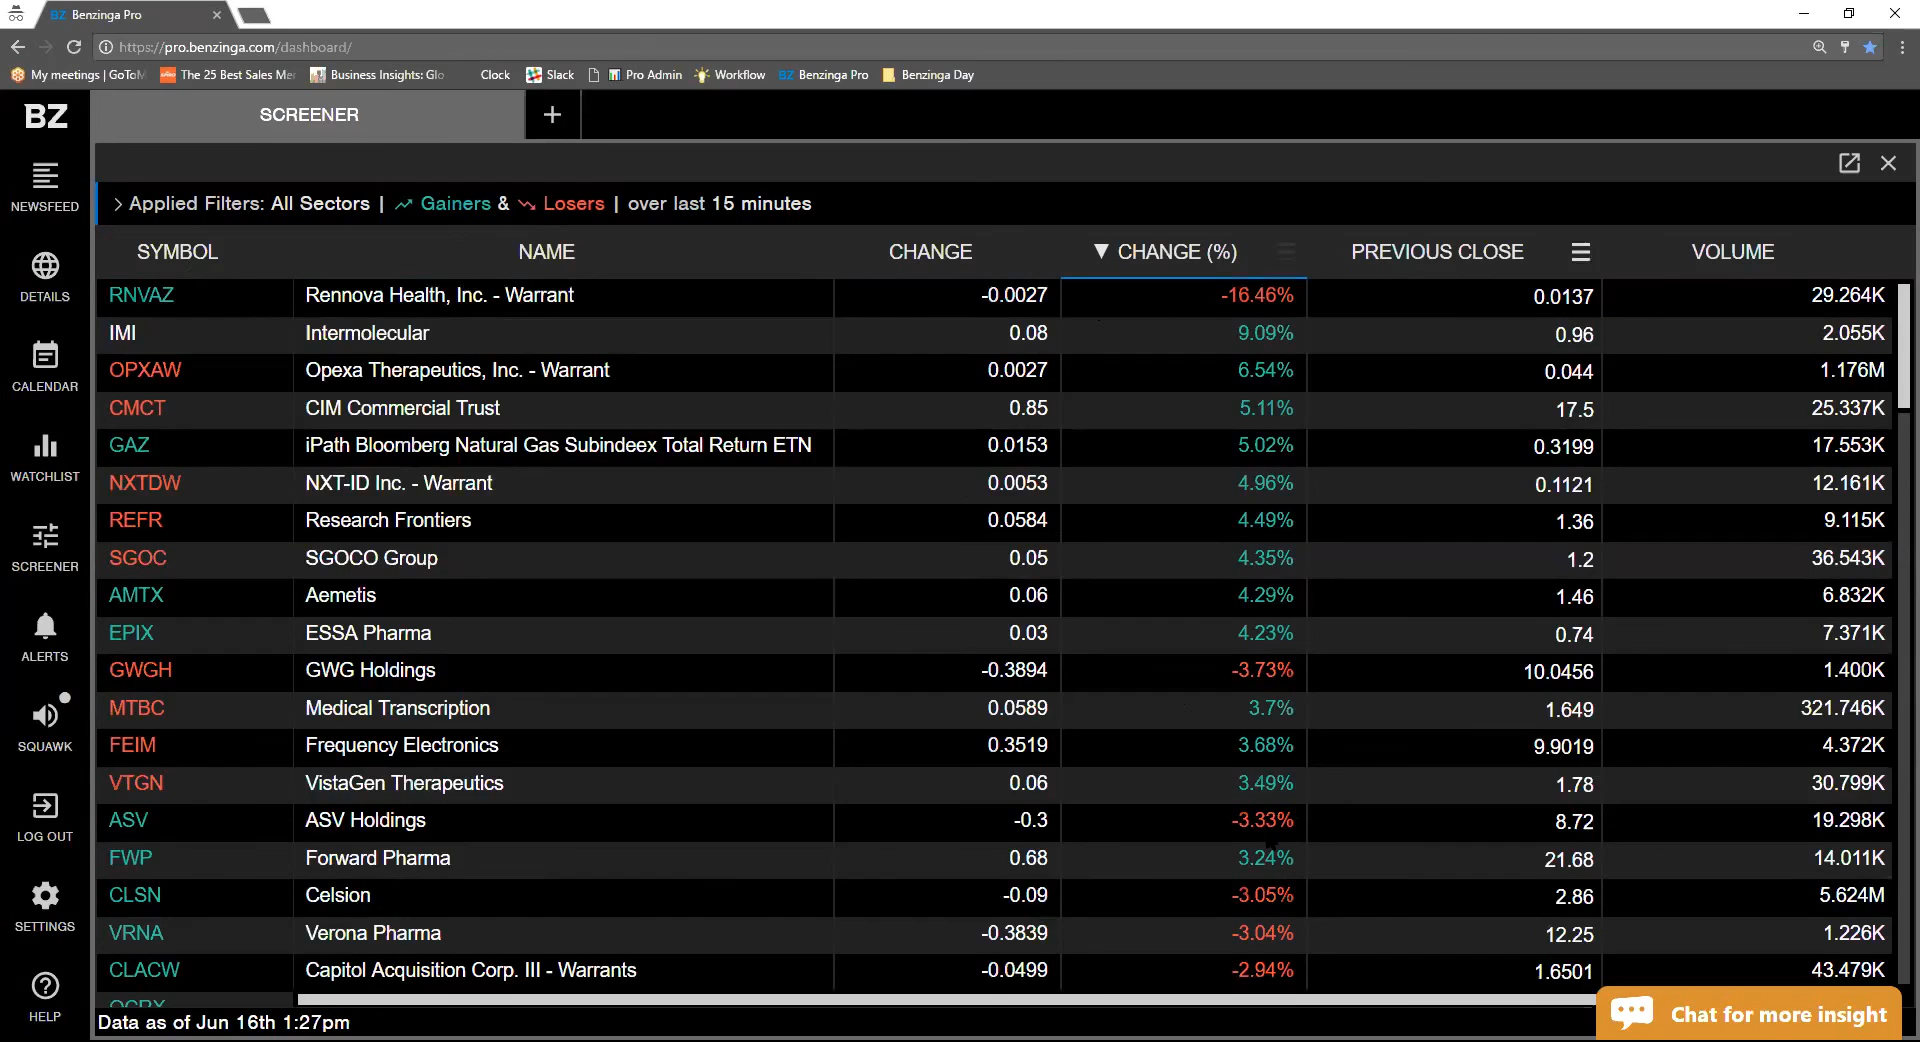 BZ Benzinga Pro
https://pro.benzinga.com/dashboard/
My meetings | GoToM The 25 Best Sales Mer Business Insights: Glo Clock Slack Pro Admin Workflow BZ Benzinga Pro Benzinga Day
BZ
SCREENER
+
NEWSFEED
DETAILS
CALENDAR
WATCHLIST
SCREENER
ALERTS
SQUAWK
LOG OUT
SETTINGS
HELP
> Applied Filters: All Sectors | Gainers & Losers | over last 15 minutes
SYMBOL NAME CHANGE ▼ CHANGE (%) PREVIOUS CLOSE VOLUME
RNVAZ Rennova Health, Inc. - Warrant -0.0027 -16.46% 0.0137 29.264K
IMI Intermolecular 0.08 9.09% 0.96 2.055K
OPXAW Opexa Therapeutics, Inc. - Warrant 0.0027 6.54% 0.044 1.176M
CMCT CIM Commercial Trust 0.85 5.11% 17.5 25.337K
GAZ iPath Bloomberg Natural Gas Subindeex Total Return ETN 0.0153 5.02% 0.3199 17.553K
NXTDW NXT-ID Inc. - Warrant 0.0053 4.96% 0.1121 12.161K
REFR Research Frontiers 0.0584 4.49% 1.36 9.115K
SGOC SGOCO Group 0.05 4.35% 1.2 36.543K
AMTX Aemetis 0.06 4.29% 1.46 6.832K
EPIX ESSA Pharma 0.03 4.23% 0.74 7.371K
GWGH GWG Holdings -0.3894 -3.73% 10.0456 1.400K
MTBC Medical Transcription 0.0589 3.7% 1.649 321.746K
FEIM Frequency Electronics 0.3519 3.68% 9.9019 4.372K
VTGN VistaGen Therapeutics 0.06 3.49% 1.78 30.799K
ASV ASV Holdings -0.3 -3.33% 8.72 19.298K
FWP Forward Pharma 0.68 3.24% 21.68 14.011K
CLSN Celsion -0.09 -3.05% 2.86 5.624M
VRNA Verona Pharma -0.3839 -3.04% 12.25 1.226K
CLACW Capitol Acquisition Corp. III - Warrants -0.0499 -2.94% 1.6501 43.479K
Data as of Jun 16th 1:27pm
Chat for more insight